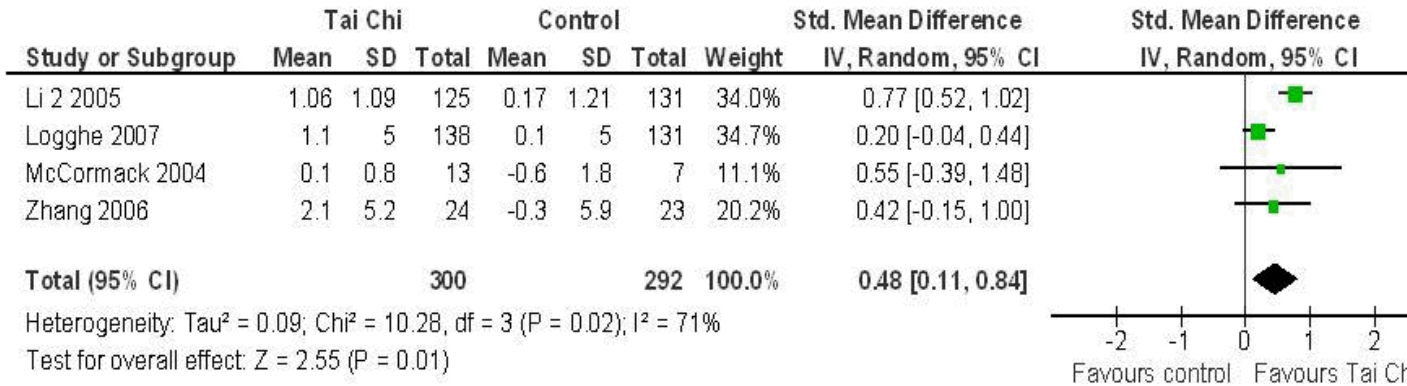 Tai Chi Control Std. Mean Difference Std. Mean Difference
Study or Subgroup Mean SD Total Mean SD Total Weight IV, Random, 95% CI IV, Random, 95% CI
Li 2 2005 1.06 1.09 125 0.17 1.21 131 34.0% 0.77 [0.52, 1.02]
Logghe 2007 1.1 5 138 0.1 5 131 34.7% 0.20 [-0.04, 0.44]
McCormack 2004 0.1 0.8 13 -0.6 1.8 7 11.1% 0.55 [-0.39, 1.48]
Zhang 2006 2.1 5.2 24 -0.3 5.9 23 20.2% 0.42 [-0.15, 1.00]
Total (95% CI) 300 292 100.0% 0.48 [0.11, 0.84]
Heterogeneity: Tau² = 0.09; Chi² = 10.28, df = 3 (P = 0.02); I² = 71%
Test for overall effect: Z = 2.55 (P = 0.01)
-2 -1 0 1 2
Favours control Favours Tai Ch